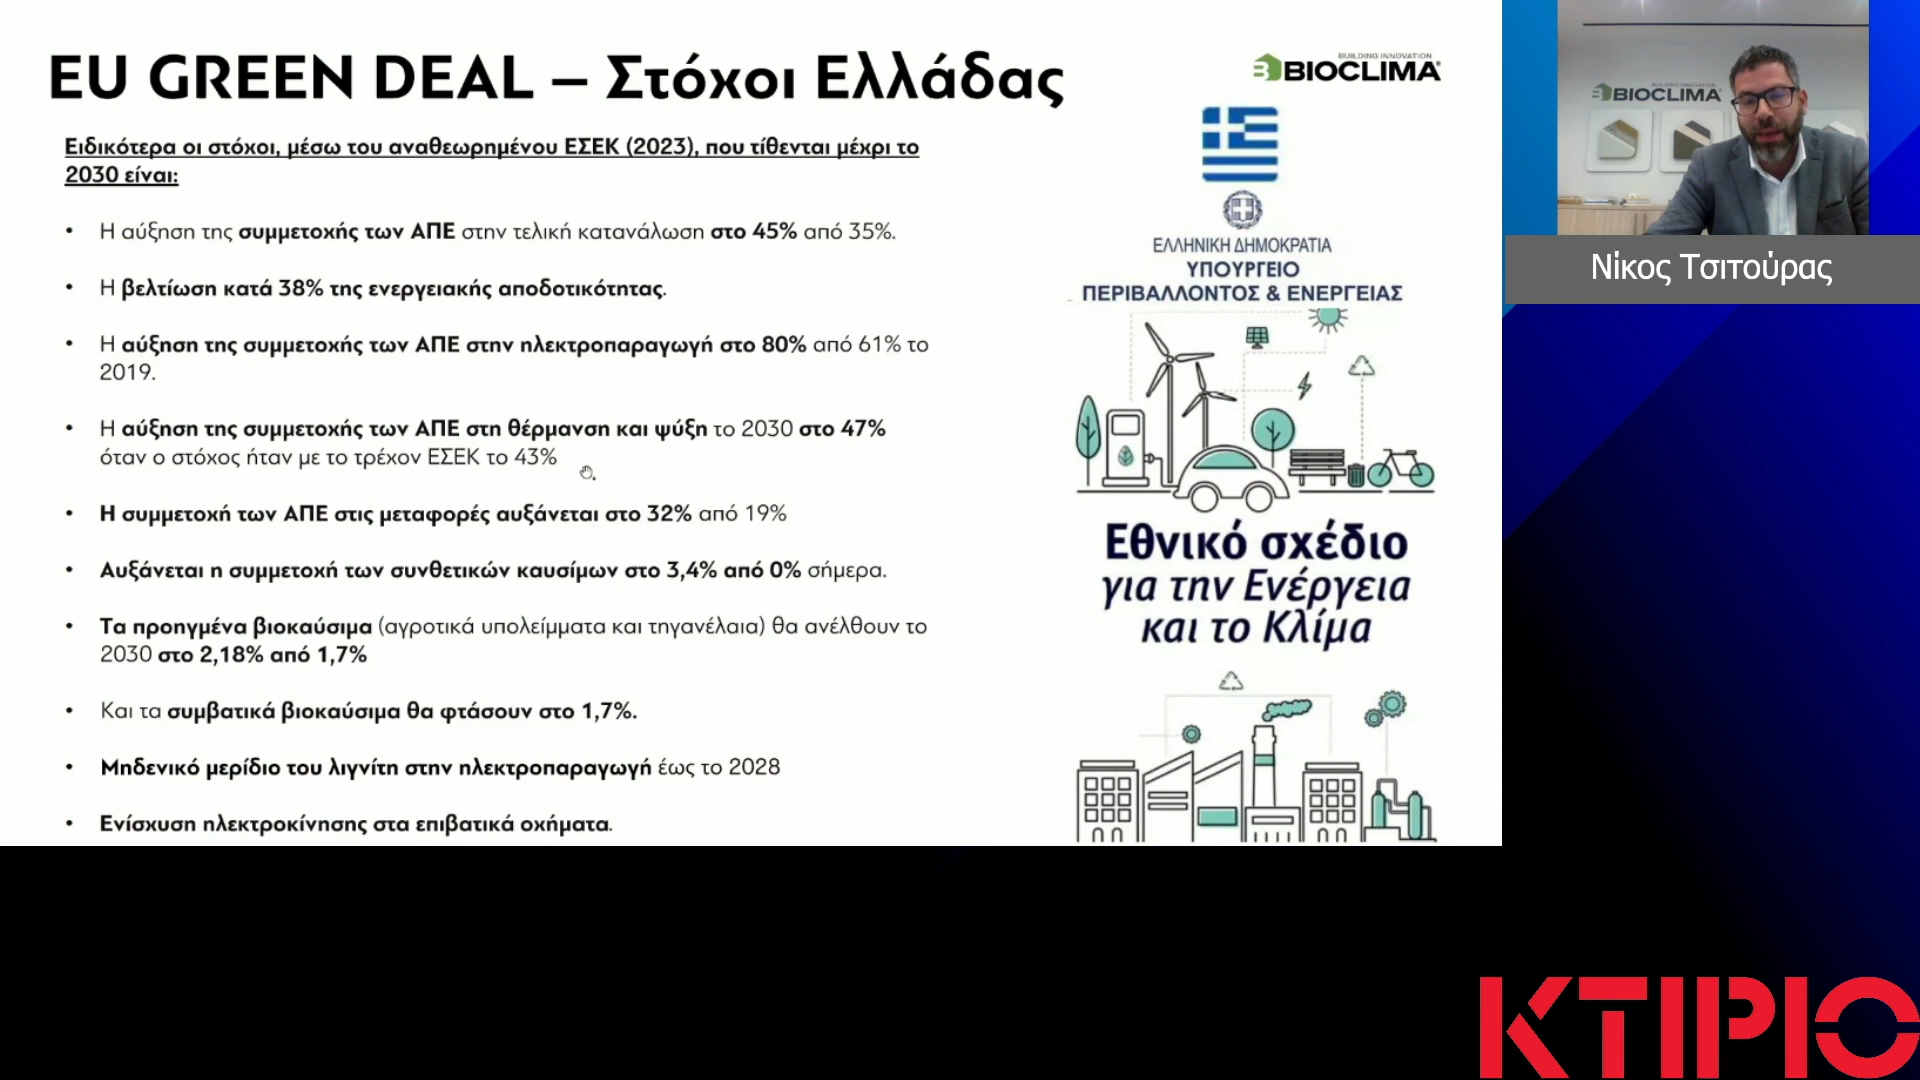 EU GREEN DEAL – Στόχοι Ελλάδας
BUILDING INNOVATION
BIOCLIMA
Ειδικότερα οι στόχοι, μέσω του αναθεωρημένου ΕΣΕΚ (2023), που τίθενται μέχρι το
2030 είναι:
• Η αύξηση της συμμετοχής των ΑΠΕ στην τελική κατανάλωση στο 45% από 35%.
• Η βελτίωση κατά 38% της ενεργειακής αποδοτικότητας.
• Η αύξηση της συμμετοχής των ΑΠΕ στην ηλεκτροπαραγωγή στο 80% από 61% το
2019.
• Η αύξηση της συμμετοχής των ΑΠΕ στη θέρμανση και ψύξη το 2030 στο 47%
όταν ο στόχος ήταν με το τρέχον ΕΣΕΚ το 43%
• Η συμμετοχή των ΑΠΕ στις μεταφορές αυξάνεται στο 32% από 19%
• Αυξάνεται η συμμετοχή των συνθετικών καυσίμων στο 3,4% από 0% σήμερα.
• Τα προηγμένα βιοκαύσιμα (αγροτικά υπολείμματα και τηγανέλαια) θα ανέλθουν το
2030 στο 2,18% από 1,7%
• Και τα συμβατικά βιοκαύσιμα θα φτάσουν στο 1,7%.
• Μηδενικό μερίδιο του λιγνίτη στην ηλεκτροπαραγωγή έως το 2028
• Ενίσχυση ηλεκτροκίνησης στα επιβατικά οχήματα.
ΕΛΛΗΝΙΚΗ ΔΗΜΟΚΡΑΤΙΑ
ΥΠΟΥΡΓΕΙΟ
ΠΕΡΙΒΑΛΛΟΝΤΟΣ & ΕΝΕΡΓΕΙΑΣ
Εθνικό σχέδιο
για την Ενέργεια
και το Κλίμα
BUILDING INNOVATION
BIOCLIMA
Νίκος Τσιτούρας
ΚΤΙΡΙΟ